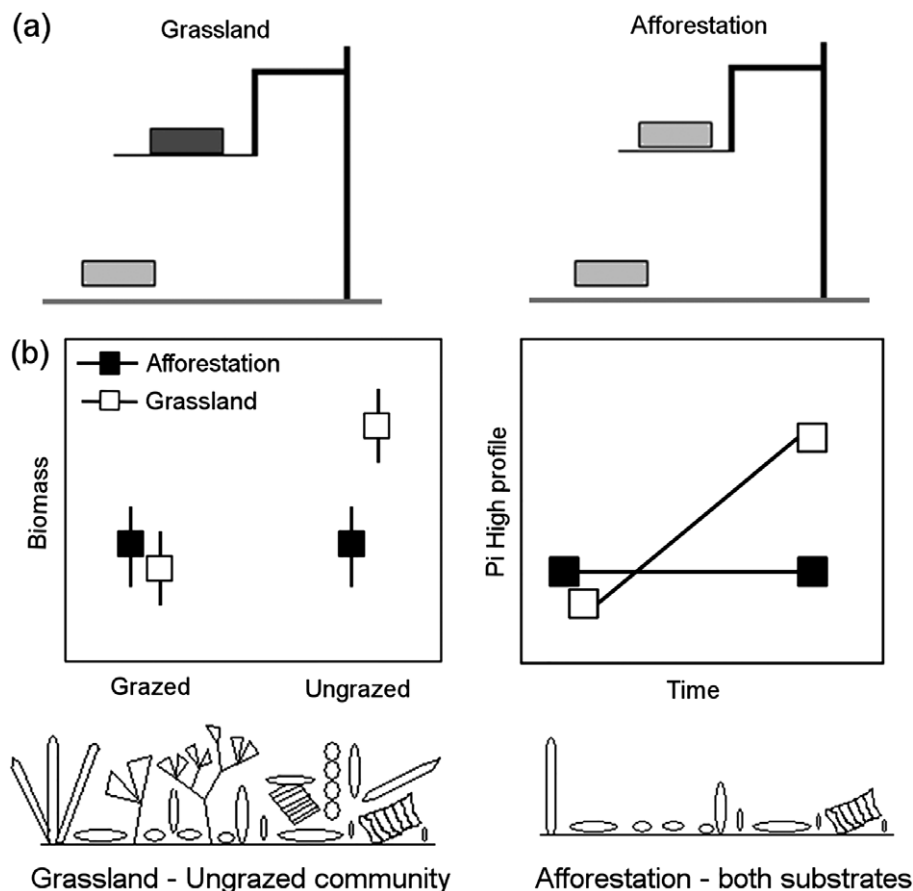 (a)
Grassland
Afforestation
(b)
Afforestation
Grassland
Biomass
Grazed
Ungrazed
Pi High profile
Time
Grassland - Ungrazed community
Afforestation - both substrates